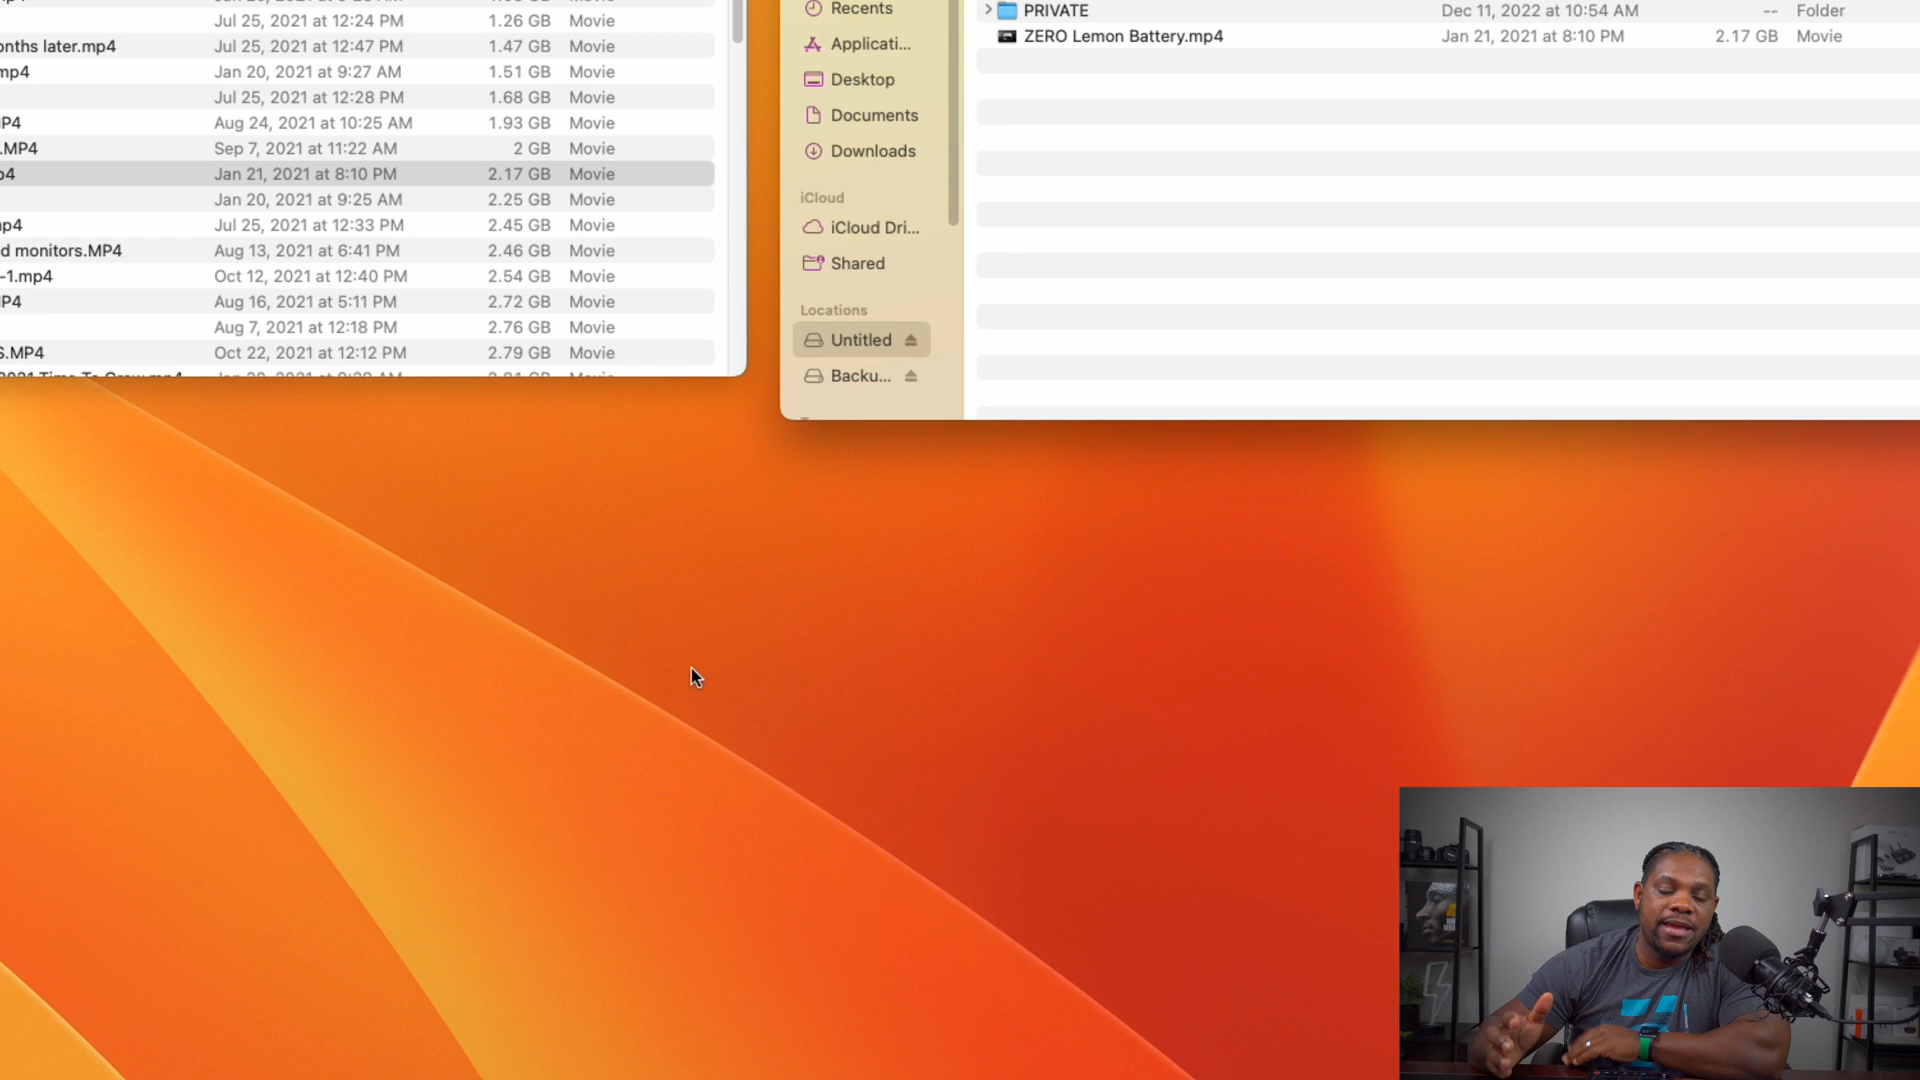 Jul 25, 2021 at 12:24 PM 1.26 GB Movie
onths later.mp4 Jul 25, 2021 at 12:47 PM 1.47 GB Movie
mp4 Jan 20, 2021 at 9:27 AM 1.51 GB Movie
Jul 25, 2021 at 12:28 PM 1.68 GB Movie
P4 Aug 24, 2021 at 10:25 AM 1.93 GB Movie
.MP4 Sep 7, 2021 at 11:22 AM 2 GB Movie
p4 Jan 21, 2021 at 8:10 PM 2.17 GB Movie
Jan 20, 2021 at 9:25 AM 2.25 GB Movie
mp4 Jul 25, 2021 at 12:33 PM 2.45 GB Movie
d monitors.MP4 Aug 13, 2021 at 6:41 PM 2.46 GB Movie
-1.mp4 Oct 12, 2021 at 12:40 PM 2.54 GB Movie
P4 Aug 16, 2021 at 5:11 PM 2.72 GB Movie
Aug 7, 2021 at 12:18 PM 2.76 GB Movie
S.MP4 Oct 22, 2021 at 12:12 PM 2.79 GB Movie
Recents
Applicati...
Desktop
Documents
Downloads
iCloud
iCloud Dri...
Shared
Locations
Untitled
Backu...
PRIVATE Dec 11, 2022 at 10:54 AM -- Folder
ZERO Lemon Battery.mp4 Jan 21, 2021 at 8:10 PM 2.17 GB Movie